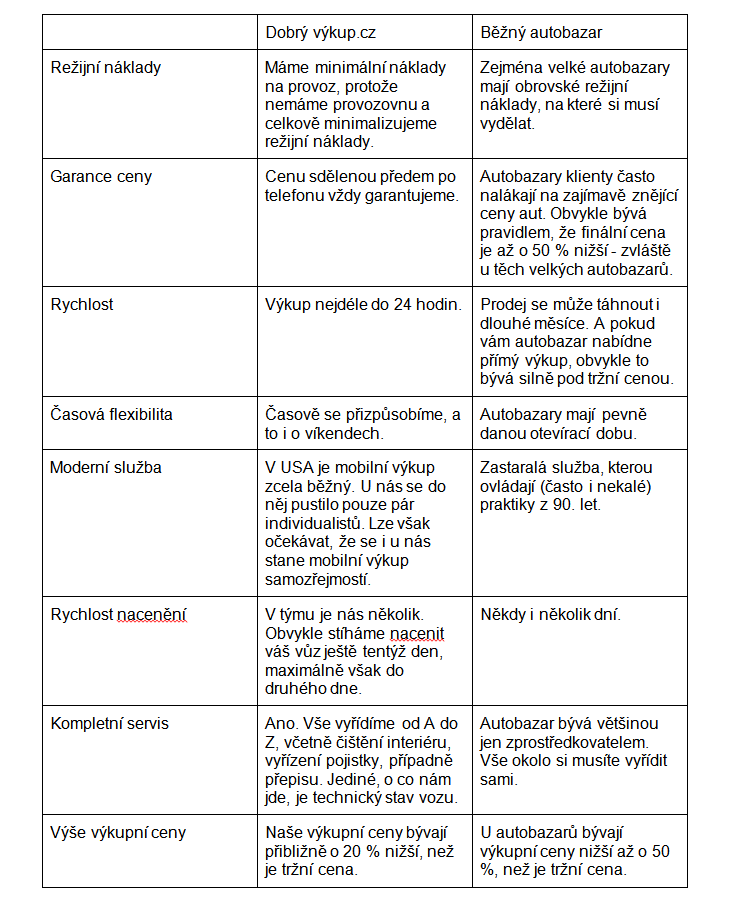 Dobrý výkup.cz
Běžný autobazar
Režijní náklady
Máme minimální náklady
na provoz, protože
nemáme provozovnu a
celkově minimalizujeme
režijní náklady.
Zejména velké autobazary
mají obrovské režijní
náklady, na které si musí
vydělat.
Garance ceny
Cenu sdělenou předem po
telefonu vždy garantujeme.
Autobazary klienty často
nalákají na zajímavě znějící
ceny aut. Obvykle bývá
pravidlem, že finální cena
je až o 50 % nižší - zvláště
u těch velkých autobazarů.
Rychlost
Výkup nejdéle do 24 hodin.
Prodej se může táhnout i
dlouhé měsíce. A pokud
vám autobazar nabídne
přímý výkup, obvykle to
bývá silně pod tržní cenou.
Časová flexibilita
Časově se přizpůsobíme, a
to i o víkendech.
Autobazary mají pevně
danou otevírací dobu.
Moderní služba
V USA je mobilní výkup
zcela běžný. U nás se do
něj pustilo pouze pár
individualistů. Lze však
očekávat, že se i u nás
stane mobilní výkup
samozřejmostí.
Zastaralá služba, kterou
ovládají (často i nekalé)
praktiky z 90. let.
Rychlost nacenění
V týmu je nás několik.
Obvykle stíháme nacenit
váš vůz ještě tentýž den,
maximálně však do
druhého dne.
Někdy i několik dní.
Kompletní servis
Ano. Vše vyřídíme od A do
Z, včetně čištění interiéru,
vyřízení pojistky, případně
přepisu. Jediné, o co nám
jde, je technický stav vozu.
Autobazar bývá většinou
jen zprostředkovatelem.
Vše okolo si musíte vyřídit
sami.
Výše výkupní ceny
Naše výkupní ceny bývají
přibližně o 20 % nižší, než
je tržní cena.
U autobazarů bývají
výkupní ceny nižší až o 50
%, než je tržní cena.